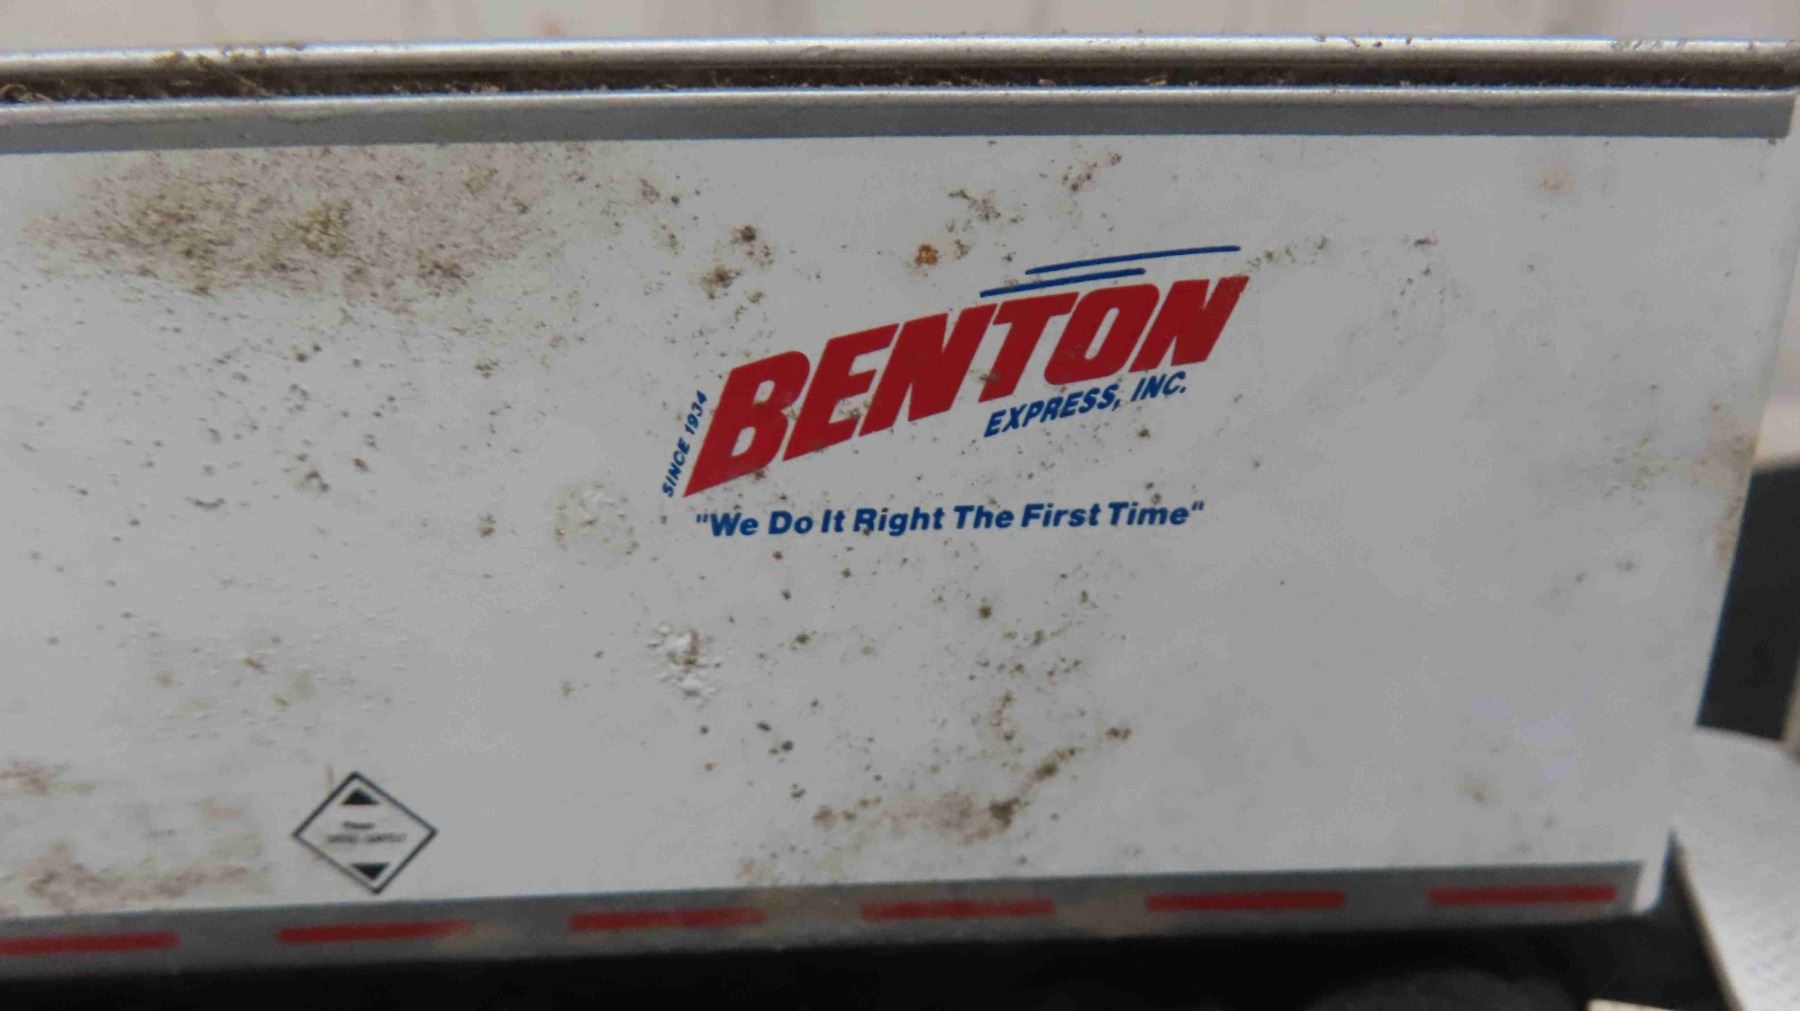 SINCE 1934
BENTON
EXPRESS, INC.
"We Do It Right The First Time"